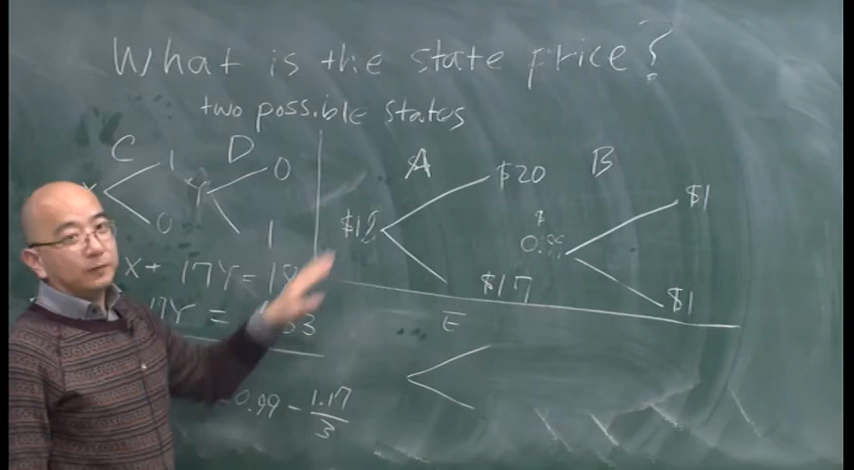 What is the state price?
two possible states
C 1 D 0
Y
0 1
X + 17Y = 18
17Y =
0.99 - 1.17/3
A $20 B $1
$18 $ 0.99
$17 $1
E